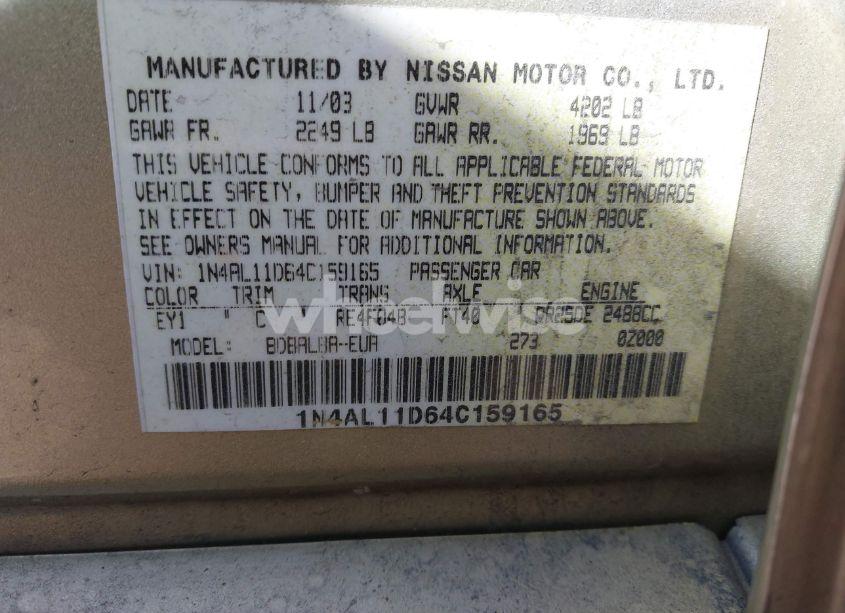 MANUFACTURED BY NISSAN MOTOR CO., LTD.
DATE 11/03 GVWR 4202 LB
GAWR FR. 2249 LB GAWR RR. 1969 LB
THIS VEHICLE CONFORMS TO ALL APPLICABLE FEDERAL MOTOR
VEHICLE SAFETY, BUMPER AND THEFT PREVENTION STANDARDS
IN EFFECT ON THE DATE OF MANUFACTURE SHOWN ABOVE.
SEE OWNERS MANUAL FOR ADDITIONAL INFORMATION.
VIN: 1N4AL11D64C159165 PASSENGER CAR
COLOR TRIM TRANS AXLE ENGINE
EY1 " C " RE4F04B FT40 QR25DE 2488CC
MODEL: BDBALBA-EUA 273 0Z000
1N4AL11D64C159165
wheelwise